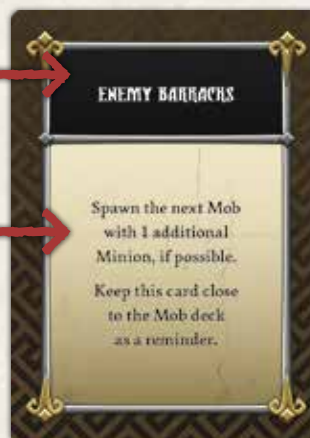 ENEMY BARRACKS
Spawn the next Mob
with 1 additional
Minion, if possible.
Keep this card close
to the Mob deck
as a reminder.